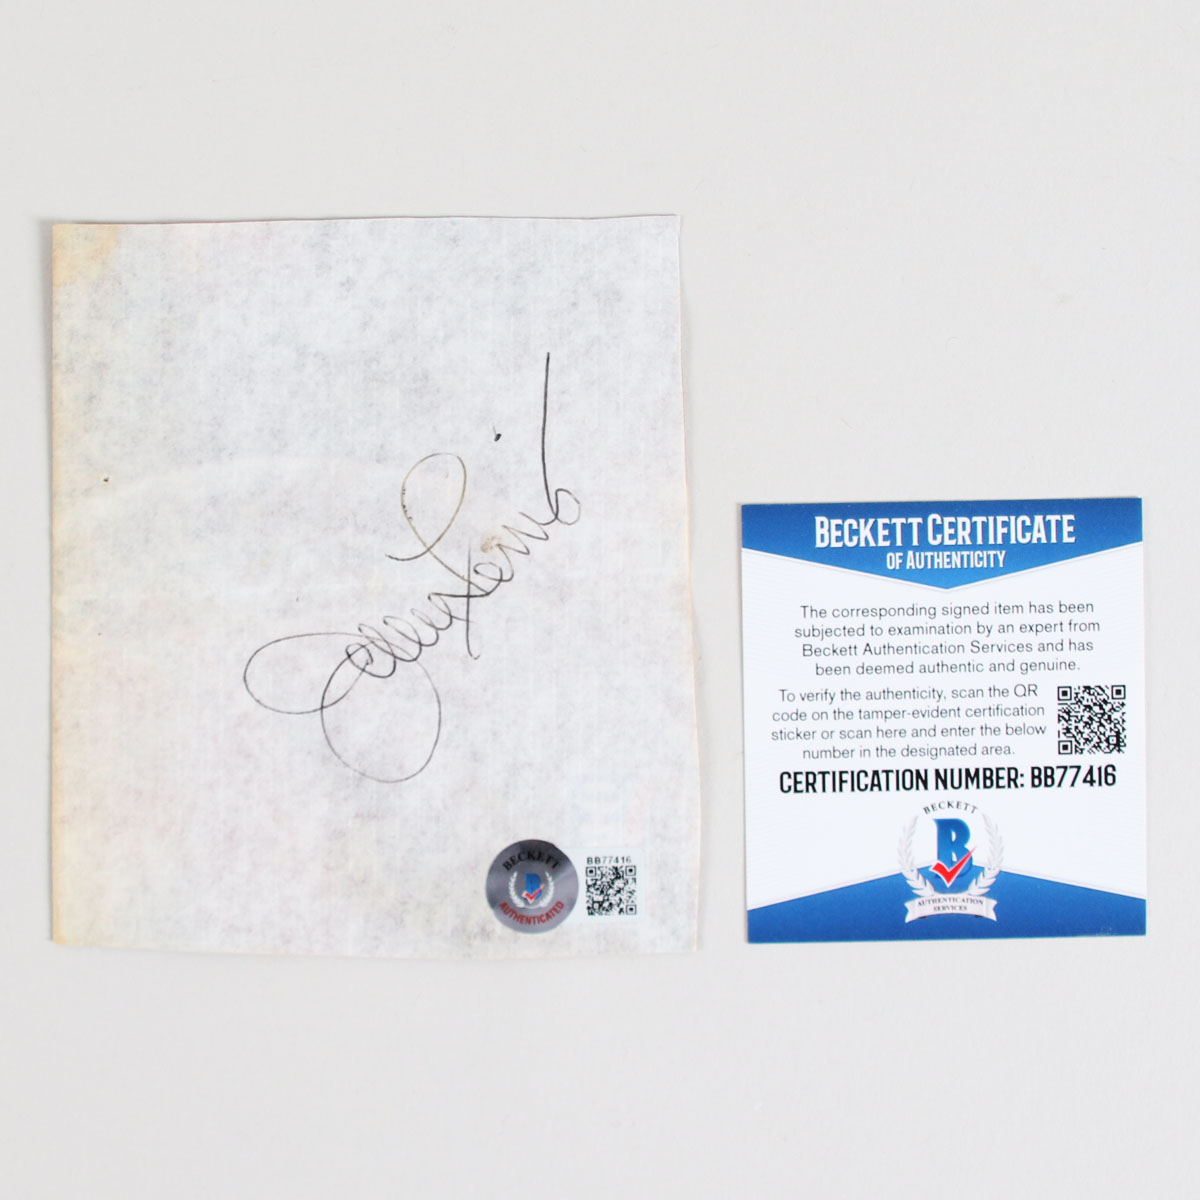 Jerry Lewis
BECKETT
AUTHENTICATED
BB77416
BECKETT CERTIFICATE
OF AUTHENTICITY
The corresponding signed item has been
subjected to examination by an expert from
Beckett Authentication Services and has
been deemed authentic and genuine.
To verify the authenticity, scan the QR
code on the tamper-evident certification
sticker or scan here and enter the below
number in the designated area.
CERTIFICATION NUMBER: BB77416
BECKETT
B
AUTHENTICATION
SERVICES